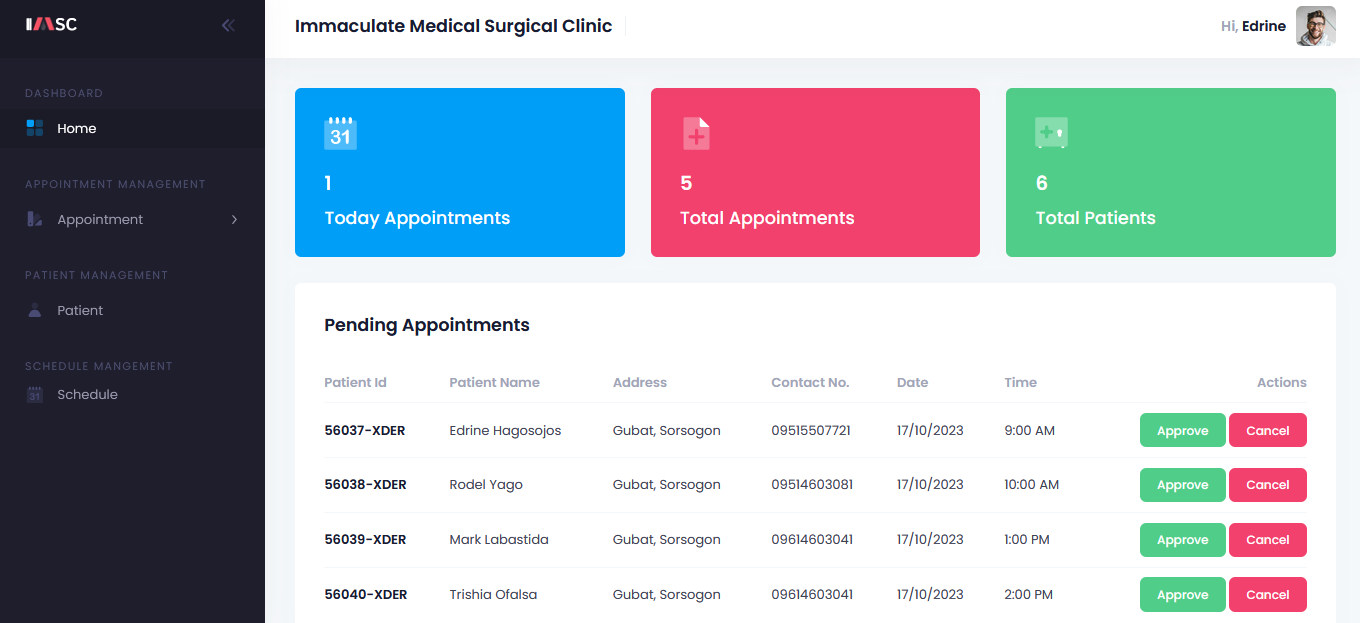 IMSC
Immaculate Medical Surgical Clinic
Hi, Edrine
DASHBOARD
Home
APPOINTMENT MANAGEMENT
Appointment
PATIENT MANAGEMENT
Patient
SCHEDULE MANGEMENT
31
Schedule
31
1
Today Appointments
5
Total Appointments
6
Total Patients
Pending Appointments
Patient Id Patient Name Address Contact No. Date Time Actions
56037-XDER Edrine Hagosojos Gubat, Sorsogon 09515507721 17/10/2023 9:00 AM Approve Cancel
56038-XDER Rodel Yago Gubat, Sorsogon 09514603081 17/10/2023 10:00 AM Approve Cancel
56039-XDER Mark Labastida Gubat, Sorsogon 09614603041 17/10/2023 1:00 PM Approve Cancel
56040-XDER Trishia Ofalsa Gubat, Sorsogon 09614603041 17/10/2023 2:00 PM Approve Cancel